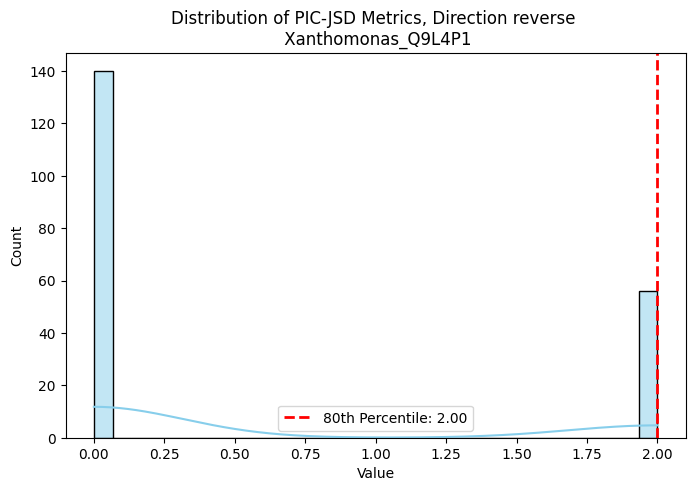 Distribution of PIC-JSD Metrics, Direction reverse
Xanthomonas_Q9L4P1
140
120
100
80
60
40
20
0
Count
80th Percentile: 2.00
0.00 0.25 0.50 0.75 1.00 1.25 1.50 1.75 2.00
Value